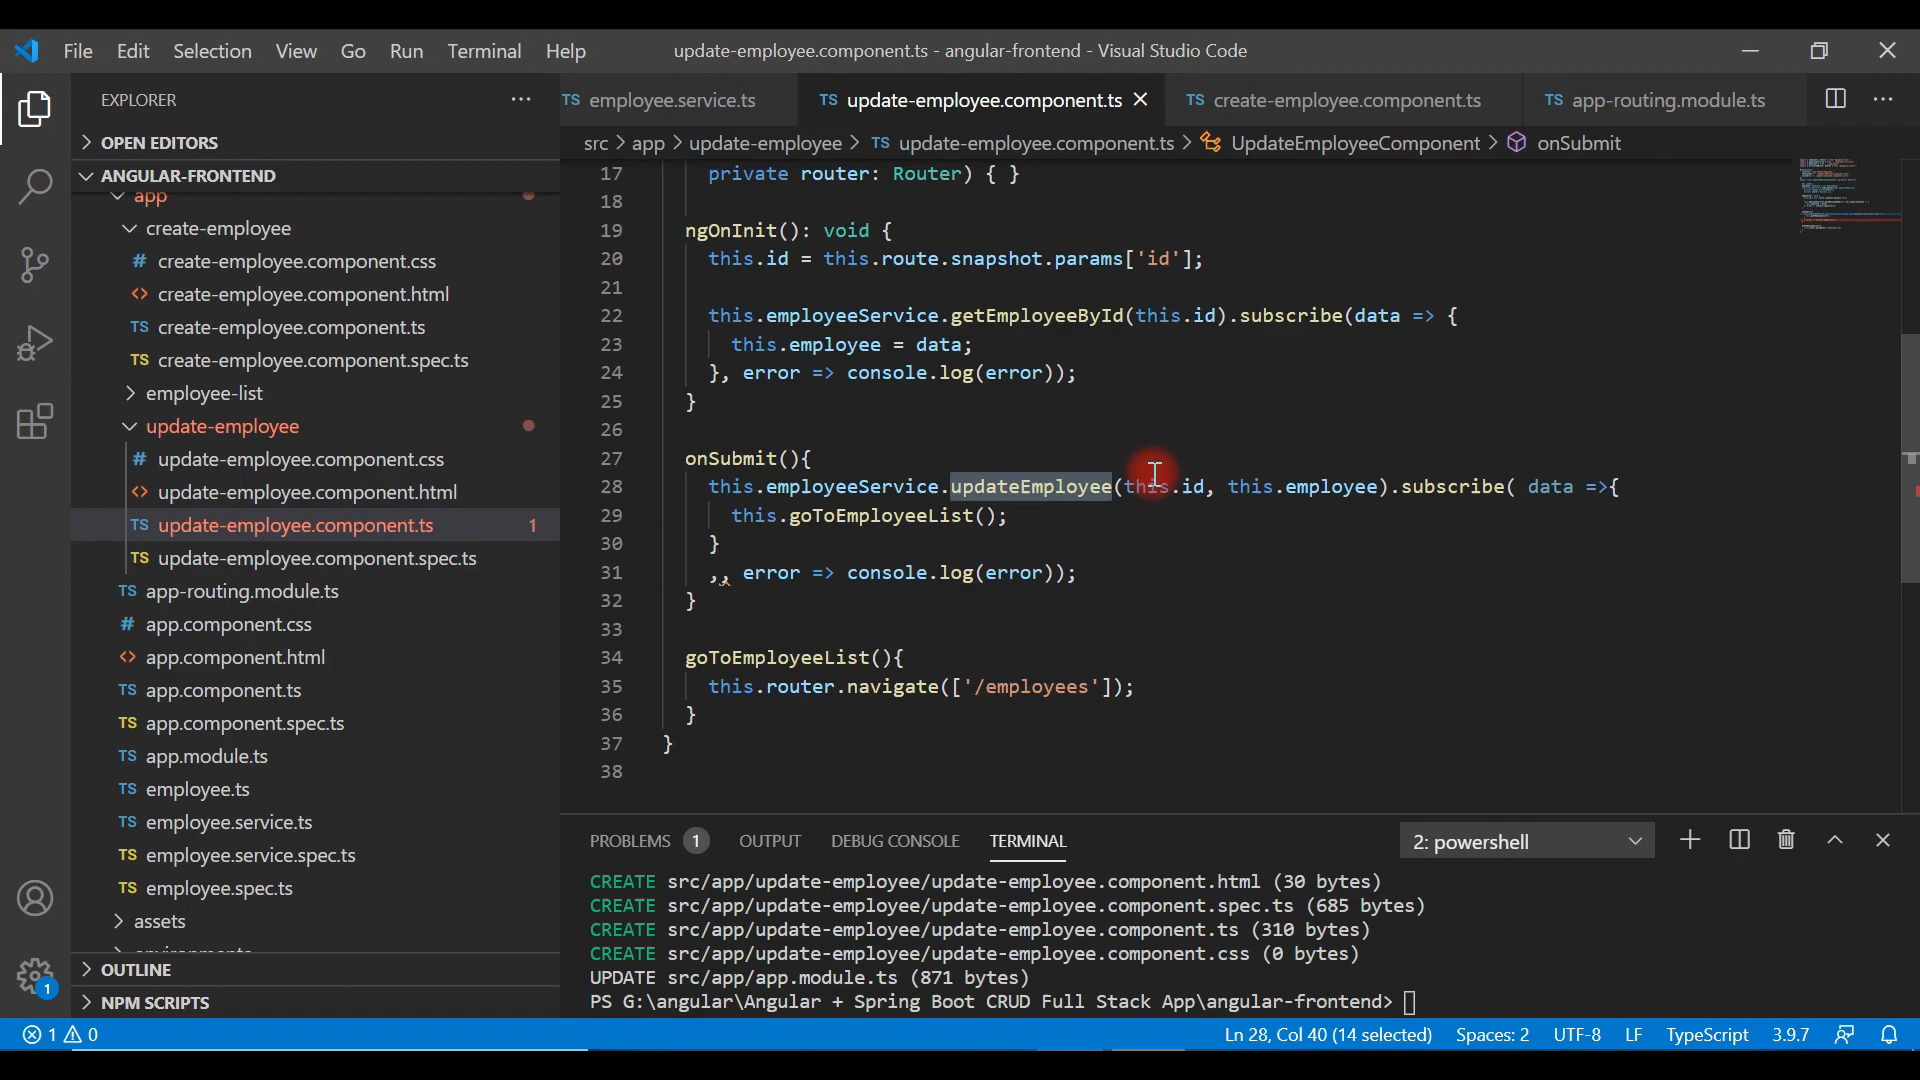 File Edit Selection View Go Run Terminal Help update-employee.component.ts - angular-frontend - Visual Studio Code
EXPLORER
OPEN EDITORS
ANGULAR-FRONTEND
app
create-employee
# create-employee.component.css
<> create-employee.component.html
TS create-employee.component.ts
TS create-employee.component.spec.ts
employee-list
update-employee
# update-employee.component.css
<> update-employee.component.html
TS update-employee.component.ts 1
TS update-employee.component.spec.ts
TS app-routing.module.ts
# app.component.css
<> app.component.html
TS app.component.ts
TS app.component.spec.ts
TS app.module.ts
TS employee.ts
TS employee.service.ts
TS employee.service.spec.ts
TS employee.spec.ts
assets
OUTLINE
NPM SCRIPTS
1
TS employee.service.ts TS update-employee.component.ts TS create-employee.component.ts TS app-routing.module.ts
src > app > update-employee > TS update-employee.component.ts > UpdateEmployeeComponent > onSubmit
17 private router: Router) { }
18
19 ngOnInit(): void {
20 this.id = this.route.snapshot.params['id'];
21
22 this.employeeService.getEmployeeById(this.id).subscribe(data => {
23 this.employee = data;
24 }, error => console.log(error));
25 }
26
27 onSubmit(){
28 this.employeeService.updateEmployee(this.id, this.employee).subscribe( data =>{
29 this.goToEmployeeList();
30 }
31 ,, error => console.log(error));
32 }
33
34 goToEmployeeList(){
35 this.router.navigate(['/employees']);
36 }
37 }
38
PROBLEMS 1 OUTPUT DEBUG CONSOLE TERMINAL 2: powershell
CREATE src/app/update-employee/update-employee.component.html (30 bytes)
CREATE src/app/update-employee/update-employee.component.spec.ts (685 bytes)
CREATE src/app/update-employee/update-employee.component.ts (310 bytes)
CREATE src/app/update-employee/update-employee.component.css (0 bytes)
UPDATE src/app/app.module.ts (871 bytes)
PS G:\angular\Angular + Spring Boot CRUD Full Stack App\angular-frontend>
1 0 Ln 28, Col 40 (14 selected) Spaces: 2 UTF-8 LF TypeScript 3.9.7